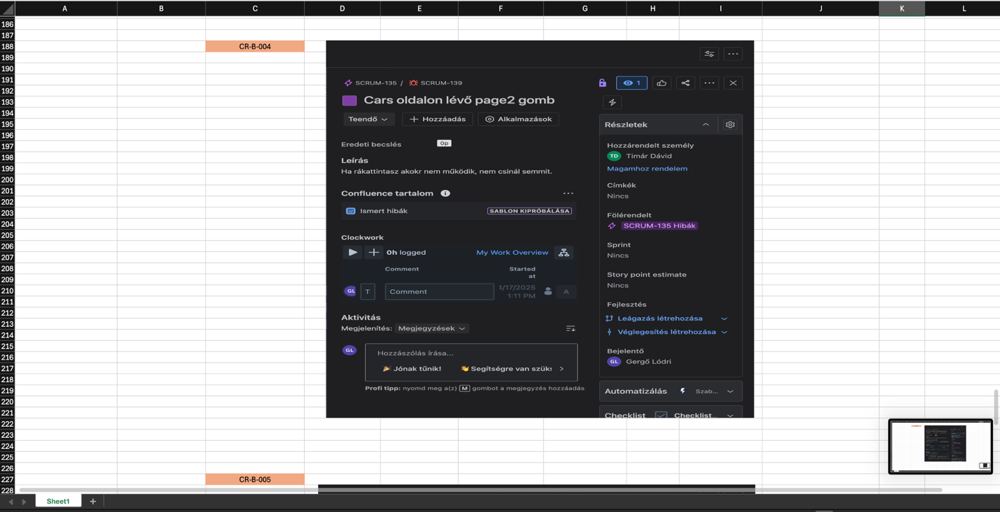 A B C D E F G H I J K L
186
187
188 CR-B-004
189
190
191 SCRUM-135 / SCRUM-139 1
192
193 Cars oldalon lévő page2 gomb
194
195 Teendő Hozzáadás Alkalmazások Részletek
196
197 Eredeti becslés 0p Hozzárendelt személy
198 TD Timár Dávid
199 Leírás Magamhoz rendelem
200 Ha rákattintasz akokr nem működik, nem csinál semmit.
201 Címkék
202 Confluence tartalom Nincs
203 Ismert hibák SABLON KIPRÓBÁLÁSA Fölérendelt
204 SCRUM-135 Hibák
205 Clockwork
206 Sprint
207 0h logged My Work Overview Nincs
208 Comment Started at
209 Story point estimate
210 GL T Comment 1:11 PM A Nincs
211
212 Fejlesztés
213 Aktivitás Leágazás létrehozása
214 Megjelenítés: Megjegyzések Véglegesítés létrehozása
215
216 GL Hozzászólás írása... Bejelentő
217 Jónak tűnik! GL Gergő Lódri
218
219 Profi tipp: nyomd meg a(z) M gombot a megjegyzés hozzáadás
220 Automatizálás Szab...
221 Checklist Checklist...
222
223
224
225
226
227 CR-B-005
228
Sheet1